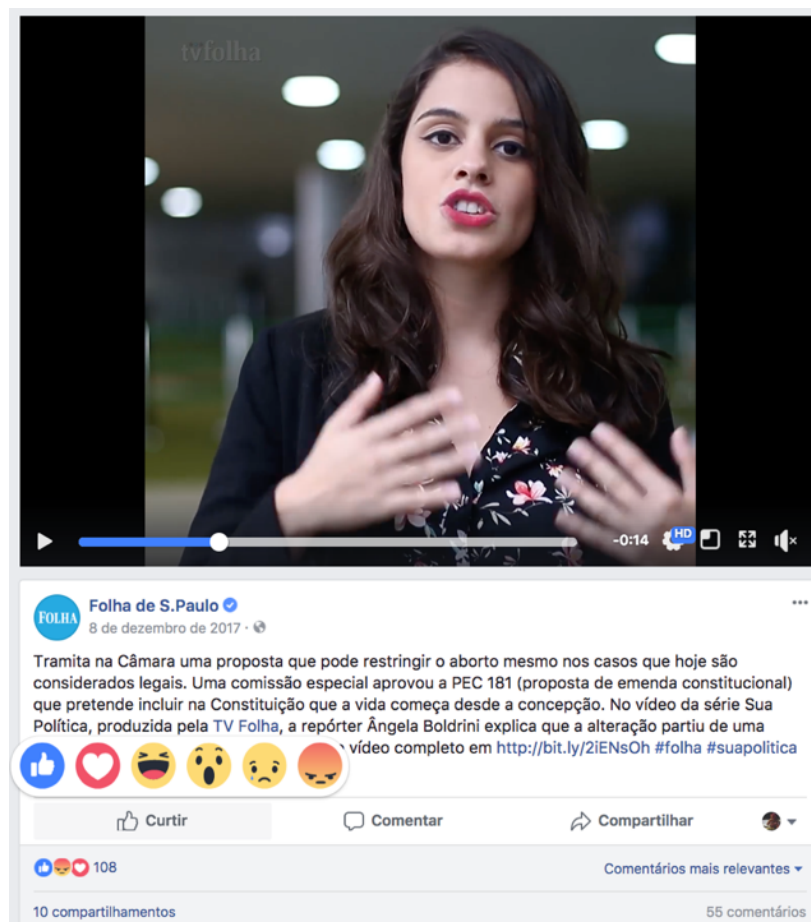 tvfolha
-0:14
HD
FOLHA
Folha de S.Paulo
8 de dezembro de 2017 ·
Tramita na Câmara uma proposta que pode restringir o aborto mesmo nos casos que hoje são
considerados legais. Uma comissão especial aprovou a PEC 181 (proposta de emenda constitucional)
que pretende incluir na Constituição que a vida começa desde a concepção. No vídeo da série Sua
Política, produzida pela TV Folha, a repórter Ângela Boldrini explica que a alteração partiu de uma
vídeo completo em http://bit.ly/2iENsOh #folha #suapolitica
Curtir
Comentar
Compartilhar
108
Comentários mais relevantes
10 compartilhamentos
55 comentários